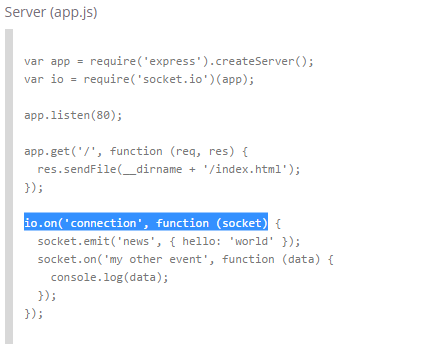 Server (app.js)
var app = require('express').createServer();
var io = require('socket.io')(app);
app.listen(80);
app.get('/', function (req, res) {
  res.sendFile(__dirname + '/index.html');
});
io.on('connection', function (socket) {
  socket.emit('news', { hello: 'world' });
  socket.on('my other event', function (data) {
    console.log(data);
  });
});